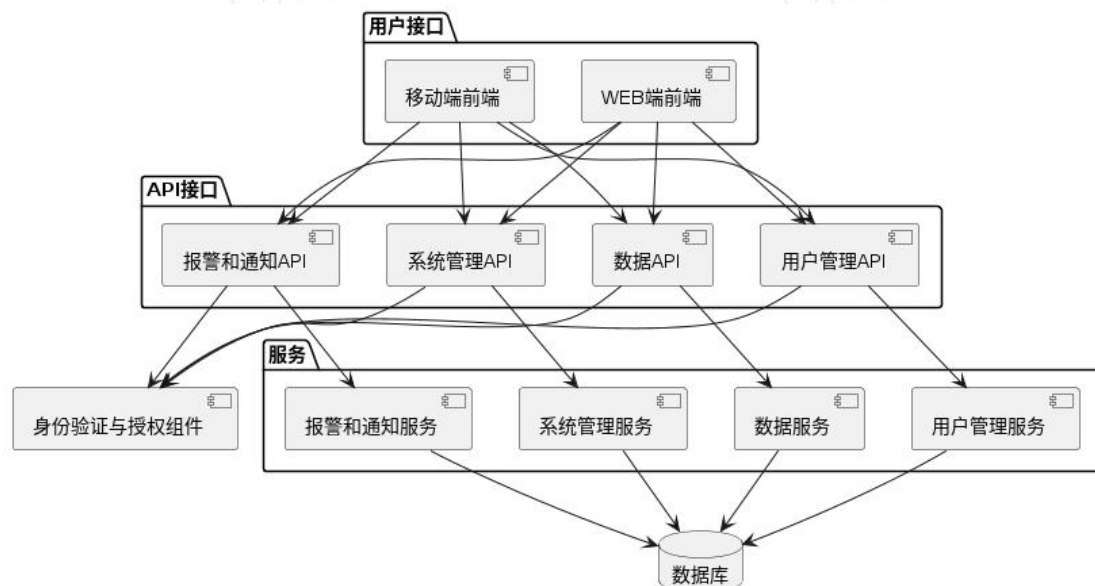 用户接口
移动端前端
WEB端前端
API接口
报警和通知API
系统管理API
数据API
用户管理API
服务
身份验证与授权组件
报警和通知服务
系统管理服务
数据服务
用户管理服务
数据库